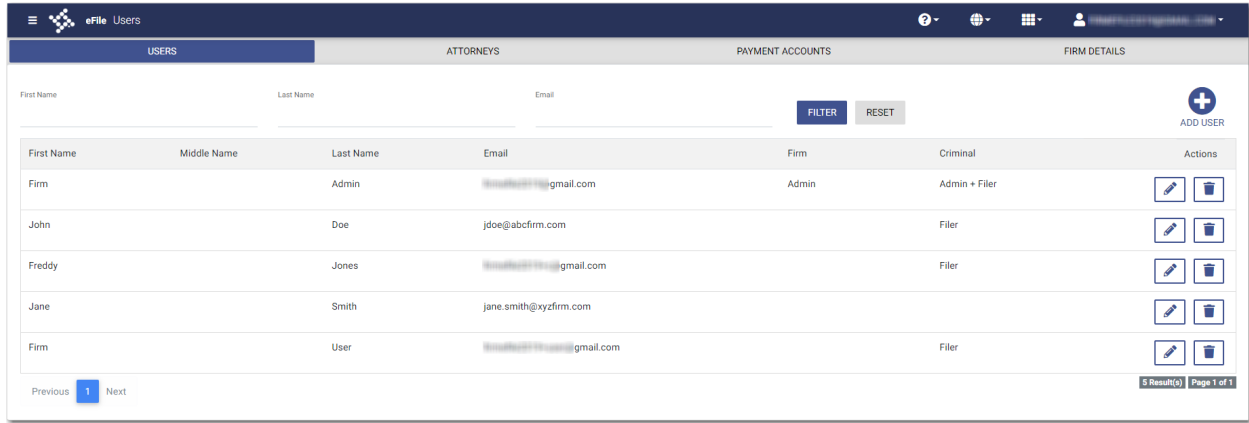 eFile Users
USERS ATTORNEYS PAYMENT ACCOUNTS FIRM DETAILS
First Name Last Name Email
FILTER RESET
ADD USER
First Name Middle Name Last Name Email Firm Criminal Actions
Firm Admin gmail.com Admin Admin + Filer
John Doe jdoe@abcfirm.com Filer
Freddy Jones gmail.com Filer
Jane Smith jane.smith@xyzfirm.com
Firm User gmail.com Filer
Previous 1 Next
5 Result(s) Page 1 of 1